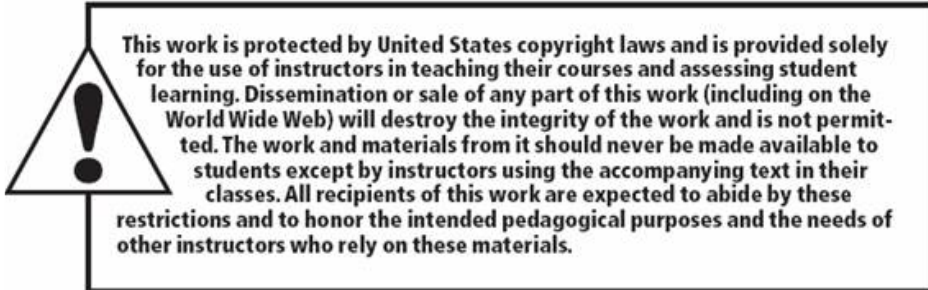 This work is protected by United States copyright laws and is provided solely
for the use of instructors in teaching their courses and assessing student
learning. Dissemination or sale of any part of this work (including on the
World Wide Web) will destroy the integrity of the work and is not permit-
ted. The work and materials from it should never be made available to
students except by instructors using the accompanying text in their
classes. All recipients of this work are expected to abide by these
restrictions and to honor the intended pedagogical purposes and the needs of
other instructors who rely on these materials.